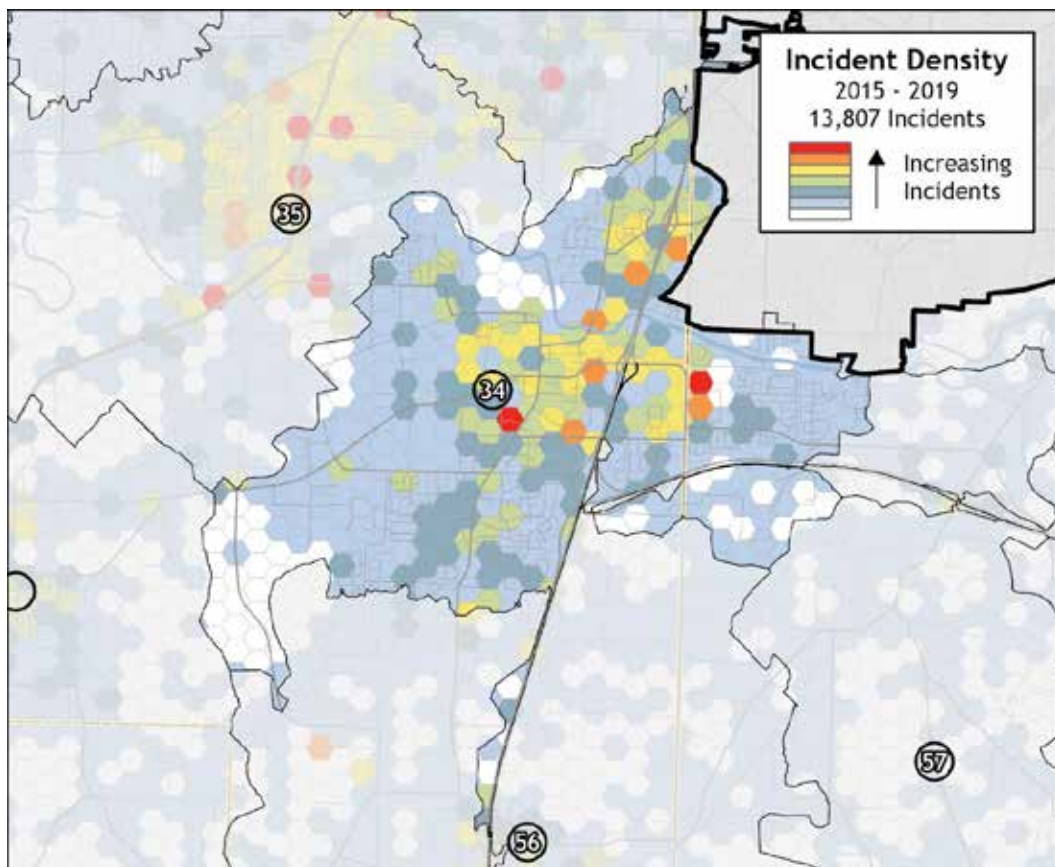 Incident Density
2015 - 2019
13,807 Incidents
Increasing
Incidents
35
34
57
56